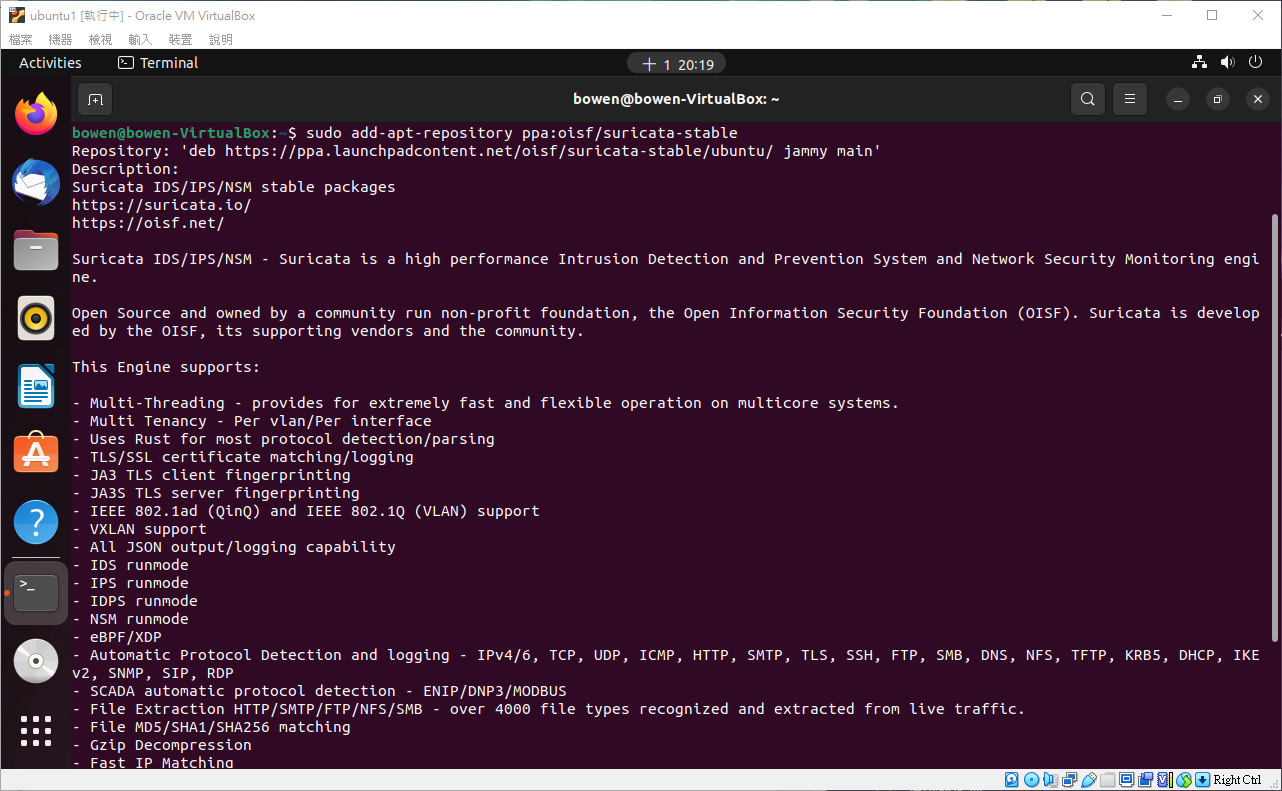 ubuntu1 [執行中] - Oracle VM VirtualBox
檔案 機器 檢視 輸入 裝置 說明
Activities Terminal 十 1 20:19
bowen@bowen-VirtualBox: ~
bowen@bowen-VirtualBox:~$ sudo add-apt-repository ppa:oisf/suricata-stable
Repository: 'deb https://ppa.launchpadcontent.net/oisf/suricata-stable/ubuntu/ jammy main'
Description:
Suricata IDS/IPS/NSM stable packages
https://suricata.io/
https://oisf.net/
Suricata IDS/IPS/NSM - Suricata is a high performance Intrusion Detection and Prevention System and Network Security Monitoring engi
ne.
Open Source and owned by a community run non-profit foundation, the Open Information Security Foundation (OISF). Suricata is develop
ed by the OISF, its supporting vendors and the community.
This Engine supports:
- Multi-Threading - provides for extremely fast and flexible operation on multicore systems.
- Multi Tenancy - Per vlan/Per interface
- Uses Rust for most protocol detection/parsing
- TLS/SSL certificate matching/logging
- JA3 TLS client fingerprinting
- JA3S TLS server fingerprinting
- IEEE 802.1ad (QinQ) and IEEE 802.1Q (VLAN) support
- VXLAN support
- All JSON output/logging capability
- IDS runmode
- IPS runmode
- IDPS runmode
- NSM runmode
- eBPF/XDP
- Automatic Protocol Detection and logging - IPv4/6, TCP, UDP, ICMP, HTTP, SMTP, TLS, SSH, FTP, SMB, DNS, NFS, TFTP, KRB5, DHCP, IKE
v2, SNMP, SIP, RDP
- SCADA automatic protocol detection - ENIP/DNP3/MODBUS
- File Extraction HTTP/SMTP/FTP/NFS/SMB - over 4000 file types recognized and extracted from live traffic.
- File MD5/SHA1/SHA256 matching
- Gzip Decompression
- Fast IP Matching
Right Ctrl